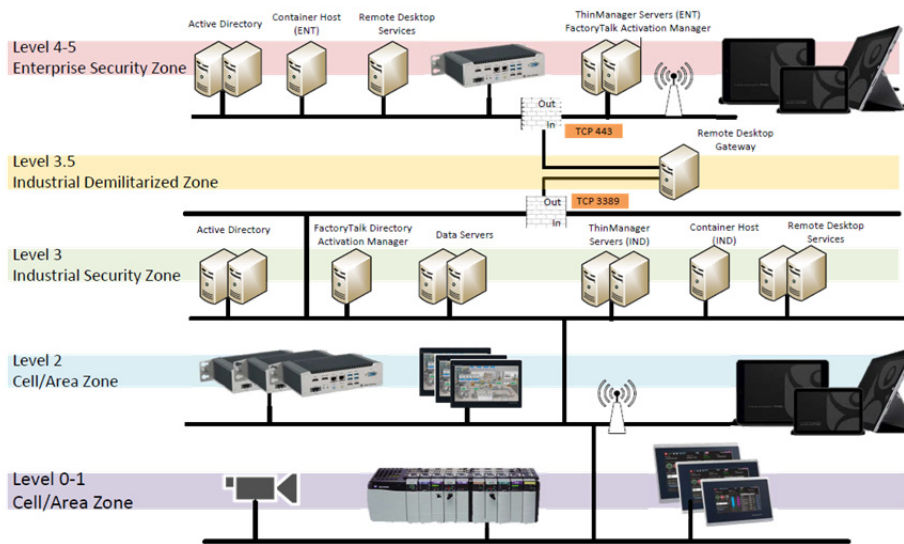 Active Directory
Container Host
(ENT)
Remote Desktop
Services
ThinManager Servers (ENT)
FactoryTalk Activation Manager
Level 4-5
Enterprise Security Zone
Out
In
TCP 443
Level 3.5
Industrial Demilitarized Zone
Remote Desktop
Gateway
Out
In
TCP 3389
Active Directory
FactoryTalk Directory
Activation Manager
Data Servers
ThinManager
Servers (IND)
Container Host
(IND)
Remote Desktop
Services
Level 3
Industrial Security Zone
Level 2
Cell/Area Zone
Level 0-1
Cell/Area Zone